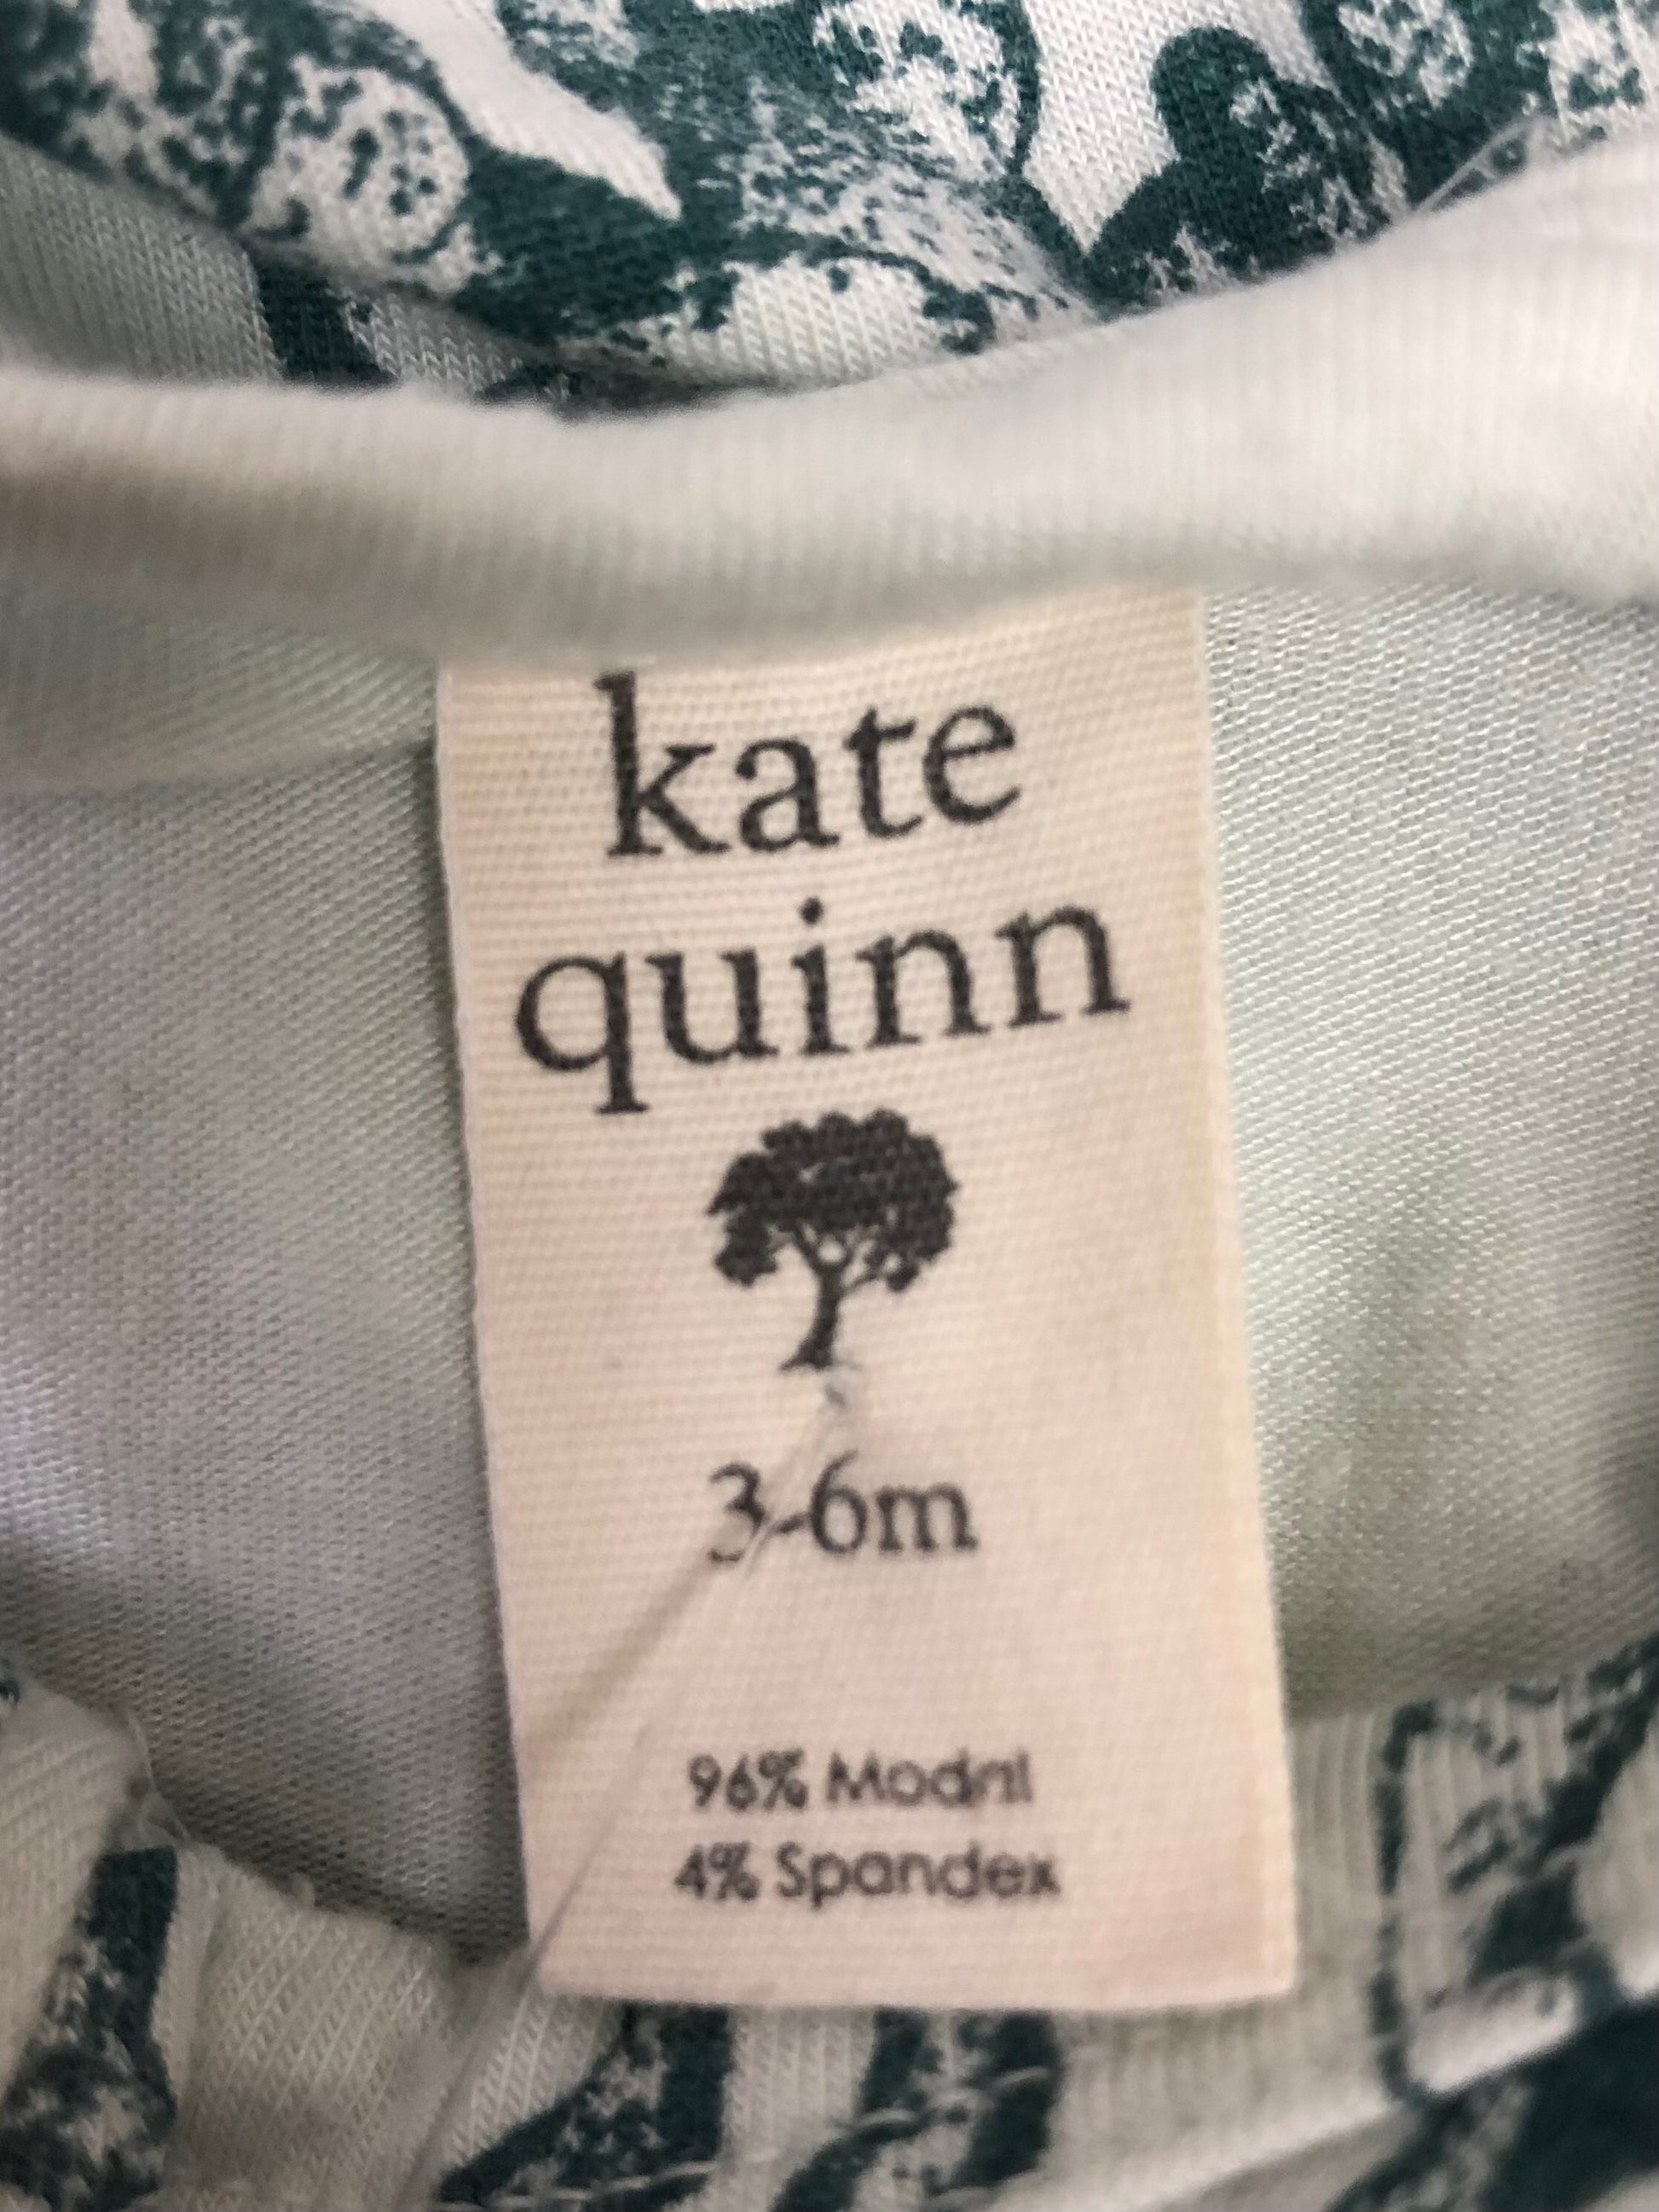 kate
quinn
3-6m
96% Modal
4% Spandex